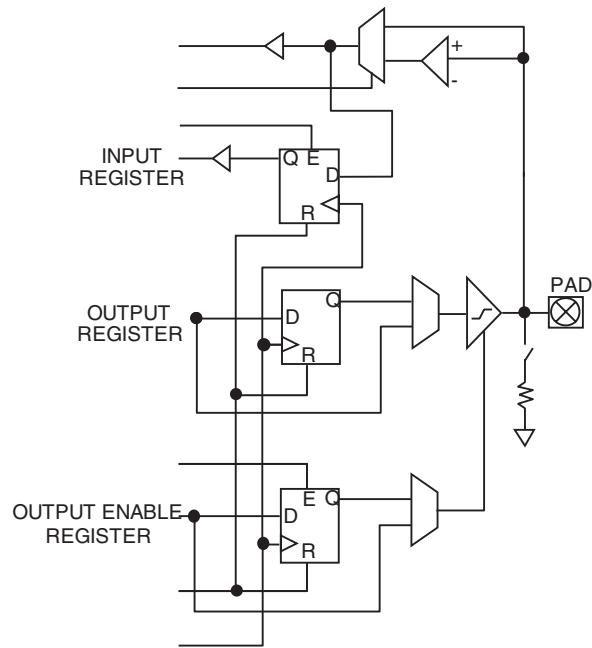 +
-
Q E
INPUT
REGISTER
D
R
PAD
Q
OUTPUT
REGISTER
D
R
E Q
OUTPUT ENABLE
REGISTER
D
R